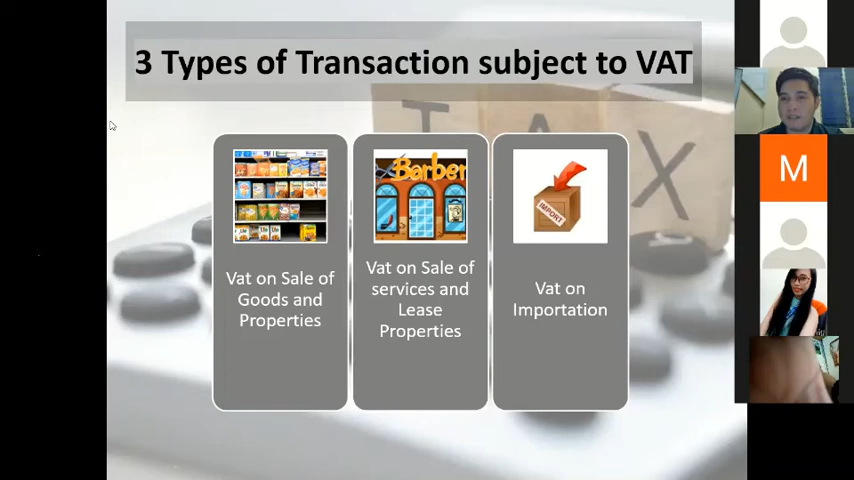 3 Types of Transaction subject to VAT
T A X
Barber
IMPORT
Vat on Sale of
Goods and
Properties
Vat on Sale of
services and
Lease
Properties
Vat on
Importation
M